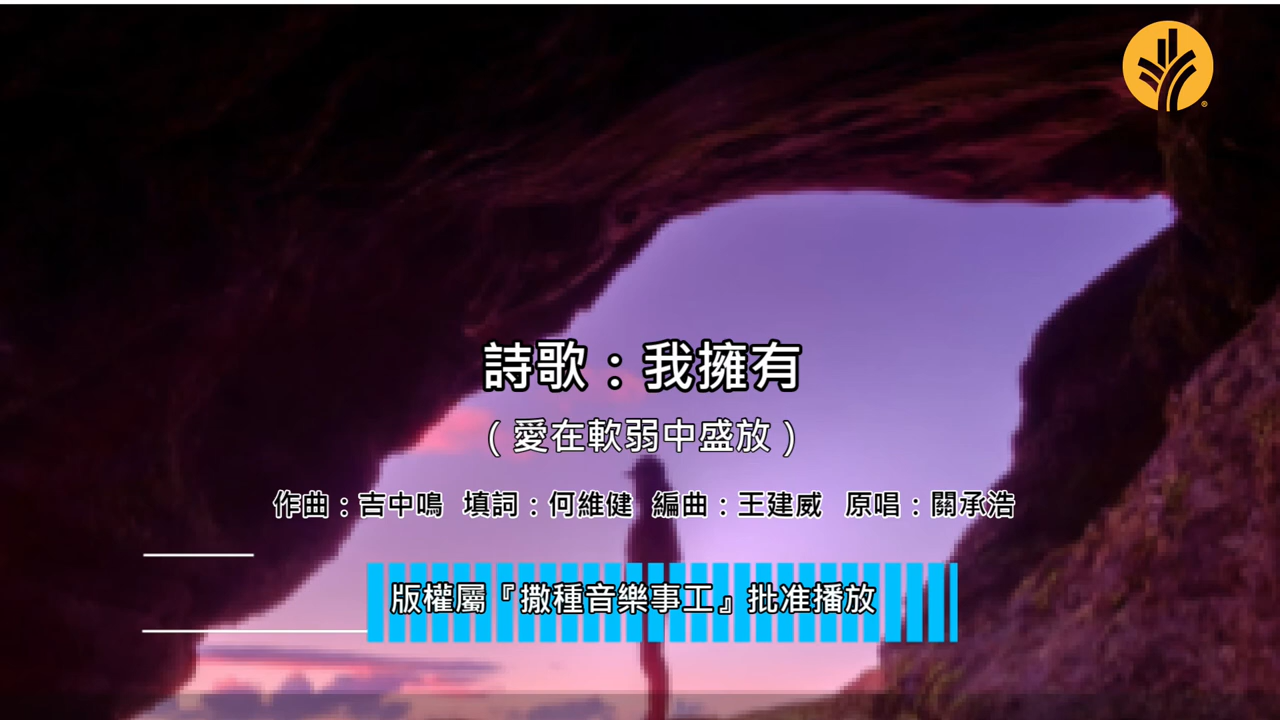 詩歌：我擁有
（愛在軟弱中盛放）
作曲：吉中鳴 填詞：何維健 編曲：王建威 原唱：關承浩
版權屬『撒種音樂事工』批准播放
®